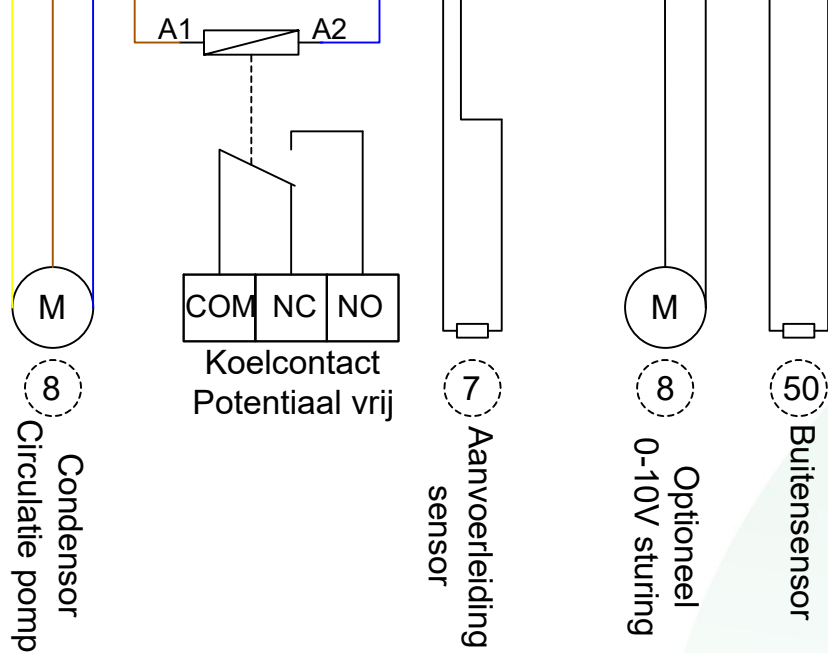 A1
A2
M
COM
NC
NO
M
Koelcontact
Potentiaal vrij
8
7
8
50
Condensor
Circulatie pomp
Aanvoerleiding
sensor
Optioneel
0-10V sturing
Buitensensor